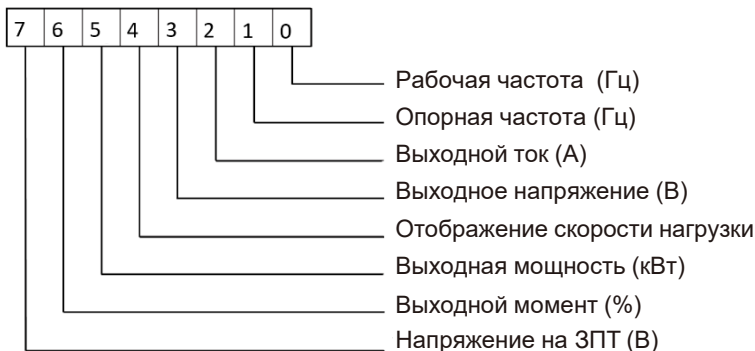 7 6 5 4 3 2 1 0
Рабочая частота (Гц)
Опорная частота (Гц)
Выходной ток (А)
Выходное напряжение (В)
Отображение скорости нагрузки
Выходная мощность (кВт)
Выходной момент (%)
Напряжение на ЗПТ (В)